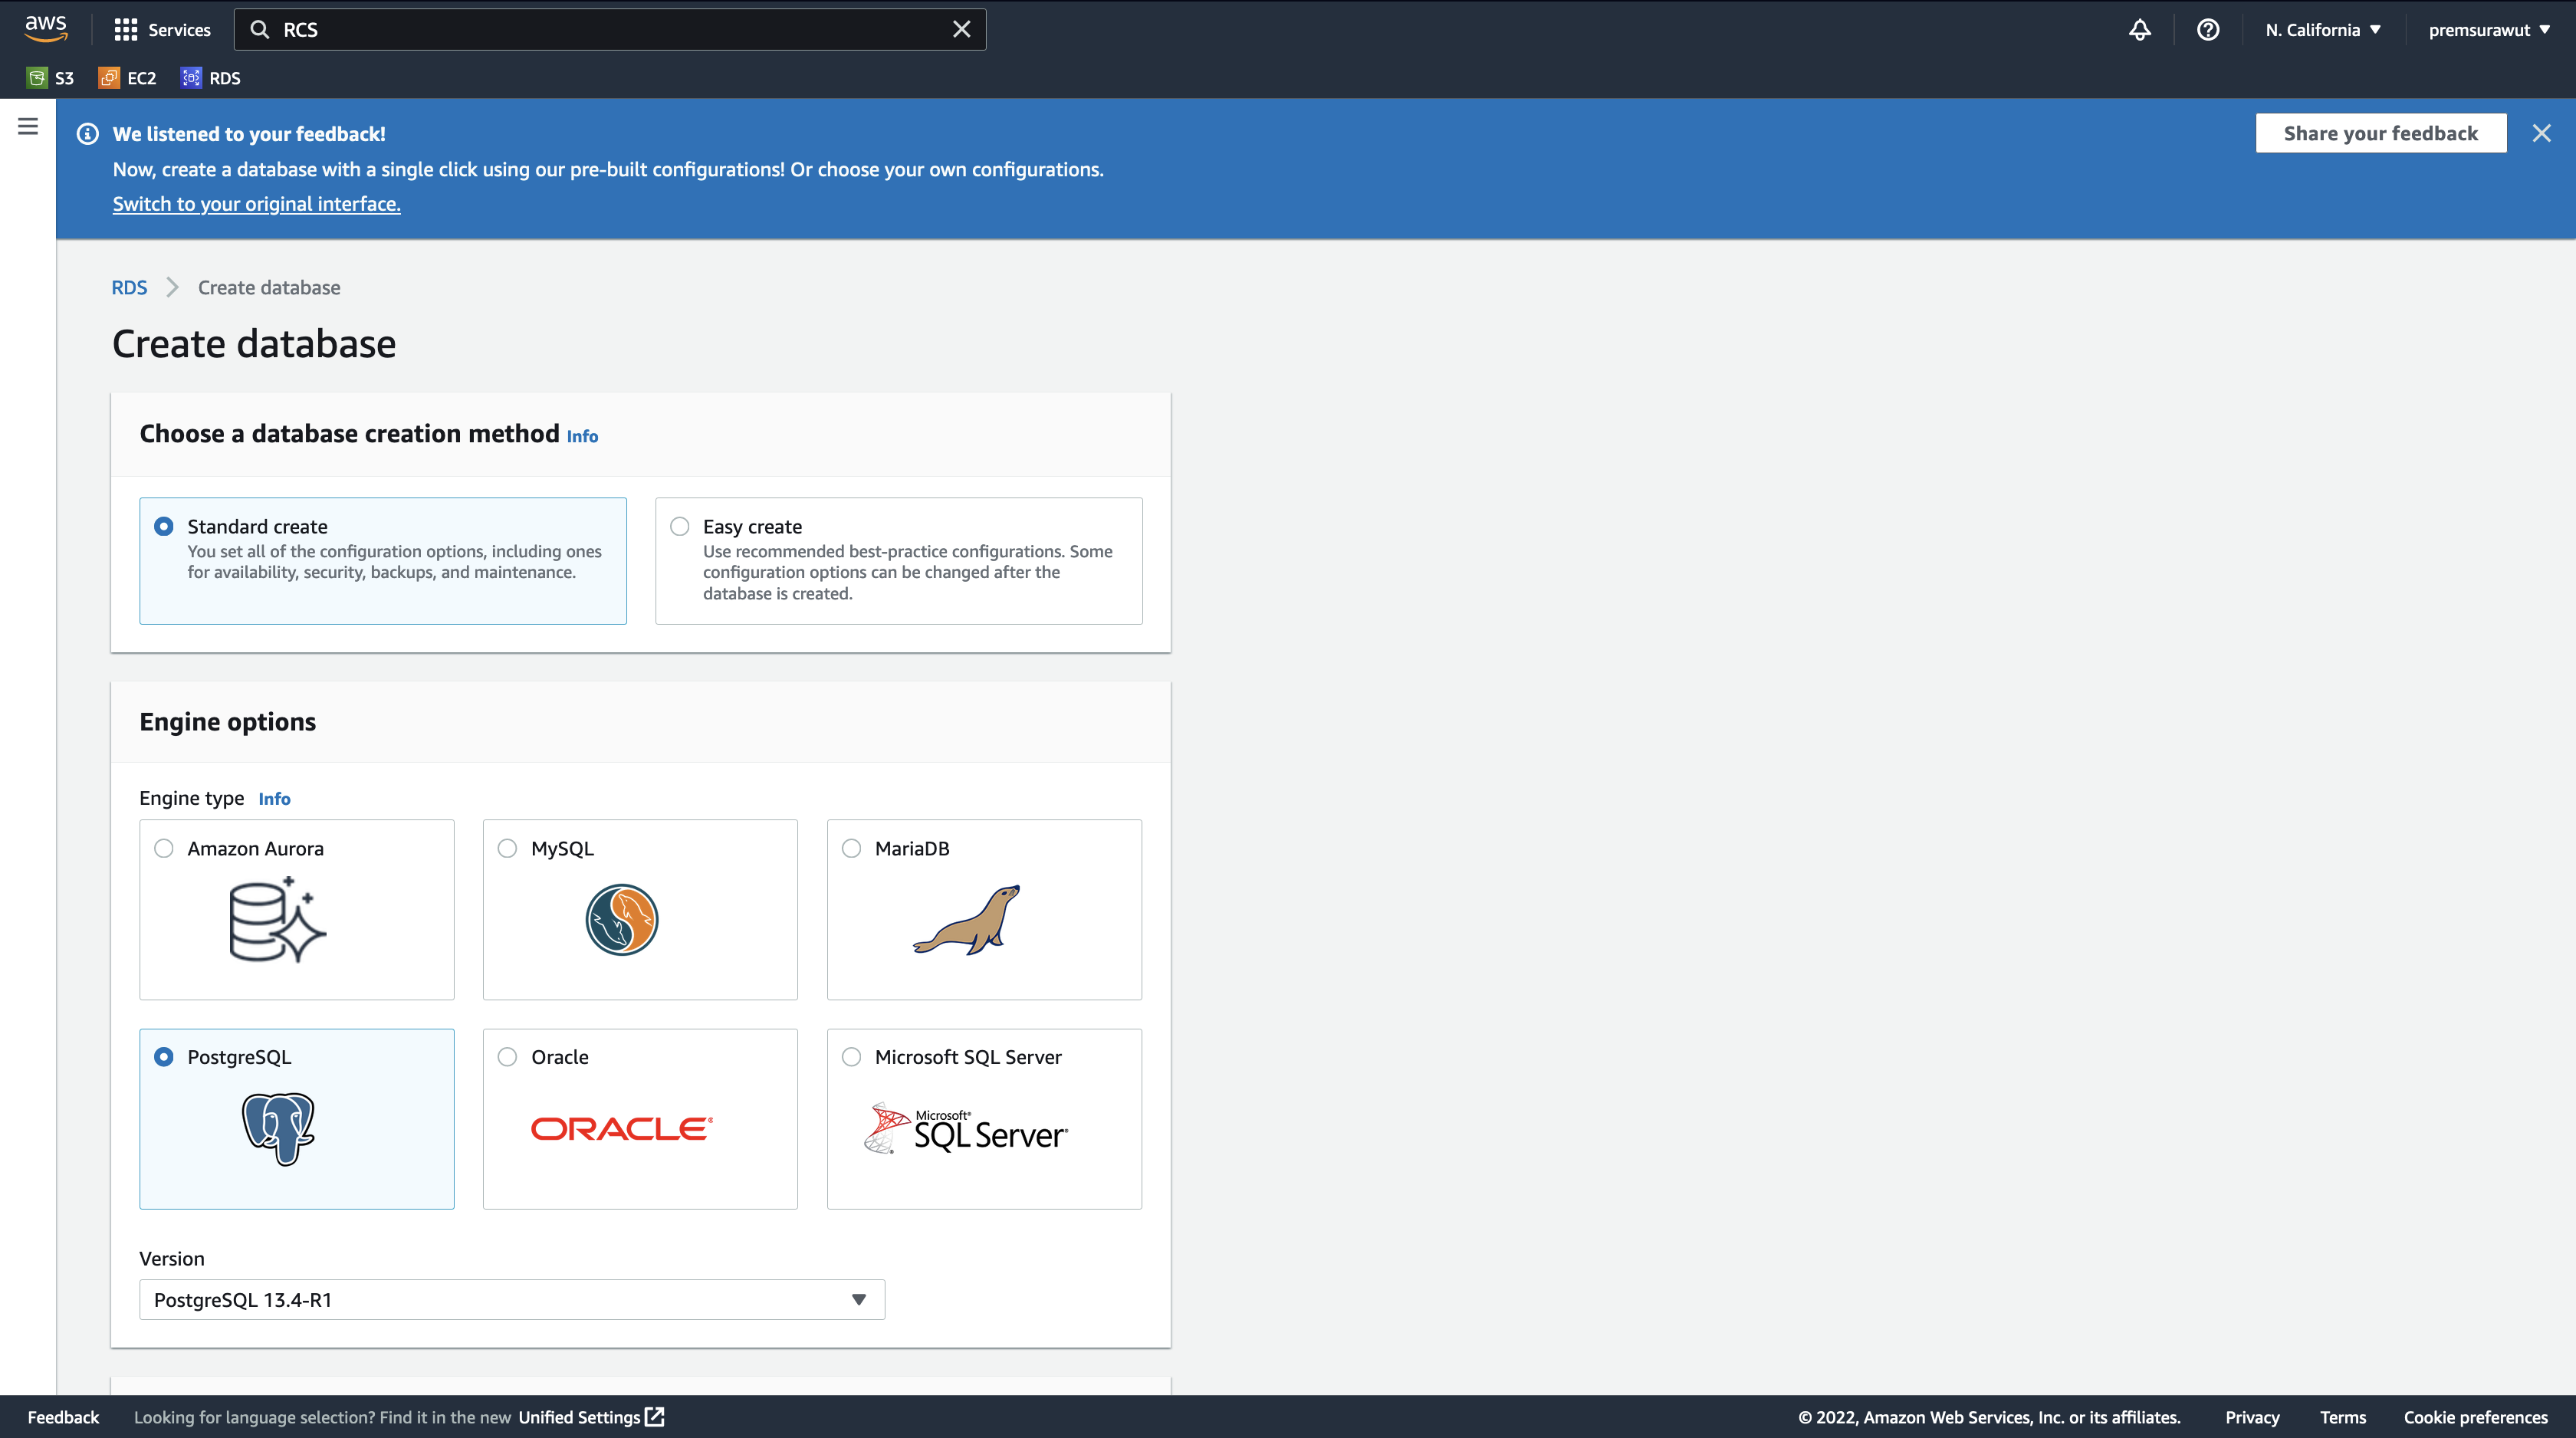 aws
Services
RCS
N. California
premsurawut
S3
EC2
RDS
We listened to your feedback!
Share your feedback
Now, create a database with a single click using our pre-built configurations! Or choose your own configurations.
Switch to your original interface.
RDS
Create database
Create database
Choose a database creation method Info
Standard create
You set all of the configuration options, including ones
for availability, security, backups, and maintenance.
Easy create
Use recommended best-practice configurations. Some
configuration options can be changed after the
database is created.
Engine options
Engine type Info
Amazon Aurora
MySQL
MariaDB
PostgreSQL
Oracle
ORACLE®
Microsoft SQL Server
Microsoft®
SQL Server®
Version
PostgreSQL 13.4-R1
Feedback
Looking for language selection? Find it in the new Unified Settings
© 2022, Amazon Web Services, Inc. or its affiliates.
Privacy
Terms
Cookie preferences